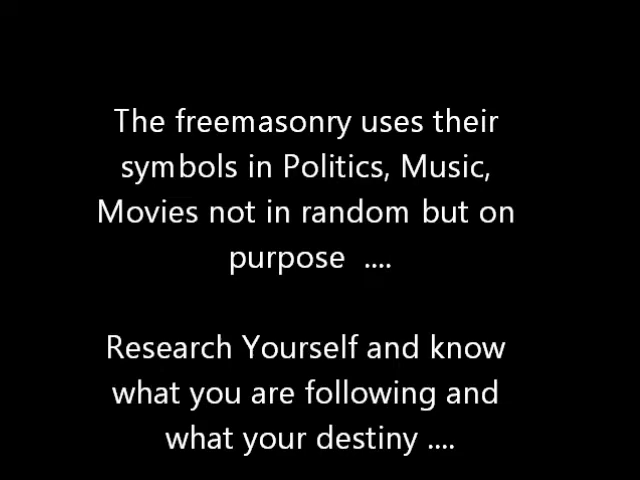 The freemasonry uses their
symbols in Politics, Music,
Movies not in random but on
purpose  ....
Research Yourself and know
what you are following and
what your destiny ....